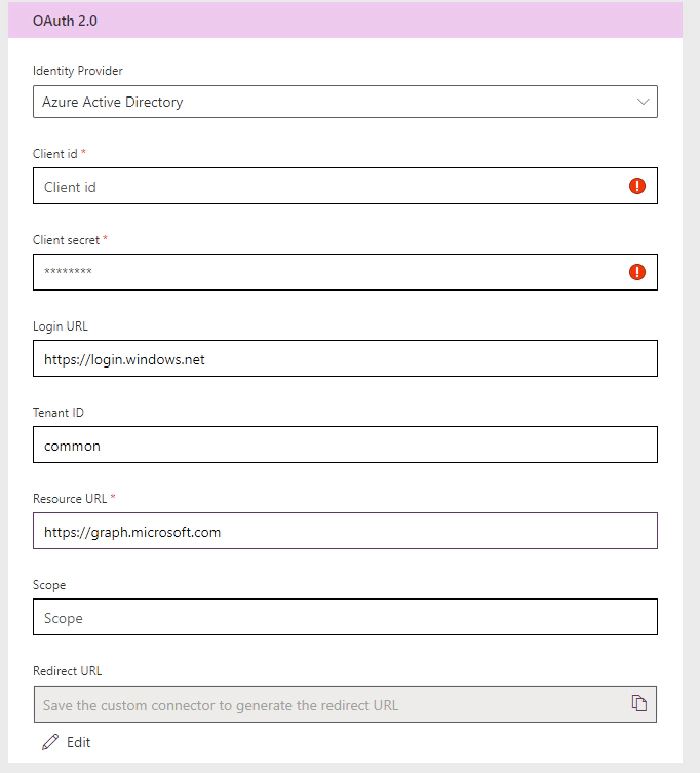 OAuth 2.0
Identity Provider
Azure Active Directory
Client id *
Client id
Client secret *
********
Login URL
https://login.windows.net
Tenant ID
common
Resource URL *
https://graph.microsoft.com
Scope
Scope
Redirect URL
Save the custom connector to generate the redirect URL
Edit